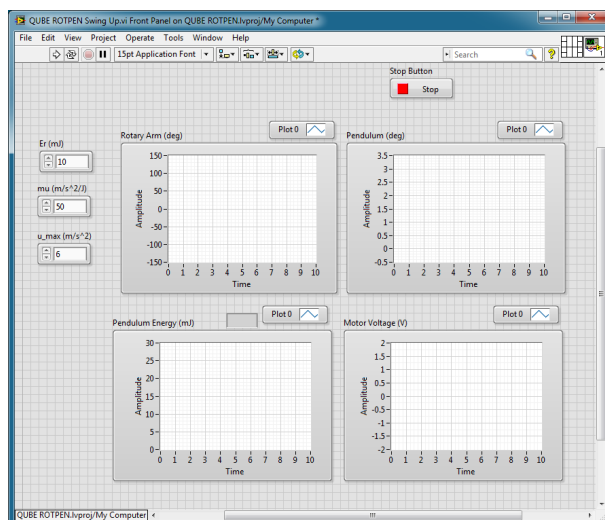 QUBE ROTPEN Swing Up.vi Front Panel on QUBE ROTPEN.lvproj/My Computer *
File Edit View Project Operate Tools Window Help
15pt Application Font
Search
Stop Button
Stop
Er (mJ)
10
mu (m/s^2/J)
50
u_max (m/s^2)
6
Rotary Arm (deg)
Plot 0
Amplitude
150
100
50
0
-50
-100
-150
0 1 2 3 4 5 6 7 8 9 10
Time
Pendulum (deg)
Plot 0
Amplitude
3.5
3
2.5
2
1.5
1
0.5
0
-0.5
0 1 2 3 4 5 6 7 8 9 10
Time
Pendulum Energy (mJ)
Plot 0
Amplitude
30
25
20
15
10
5
0
0 1 2 3 4 5 6 7 8 9 10
Time
Motor Voltage (V)
Plot 0
Amplitude
2
1.5
1
0.5
0
-0.5
-1
-1.5
-2
0 1 2 3 4 5 6 7 8 9 10
Time
QUBE ROTPEN.lvproj/My Computer